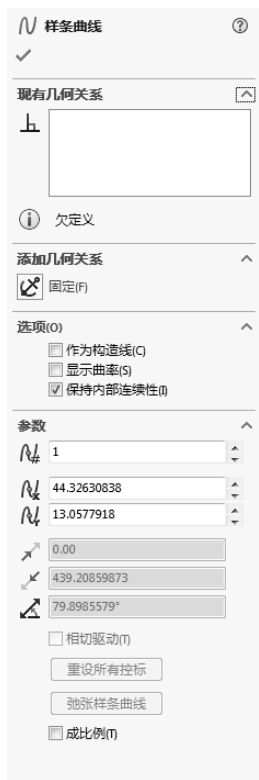 样条曲线
现有几何关系
欠定义
添加几何关系
固定(F)
选项(O)
作为构造线(C)
显示曲率(S)
保持内部连续性(I)
参数
1
44.32630838
13.0577918
0.00
439.20859873
79.8985579°
相切驱动(T)
重设所有控标
弛张样条曲线
成比例(T)